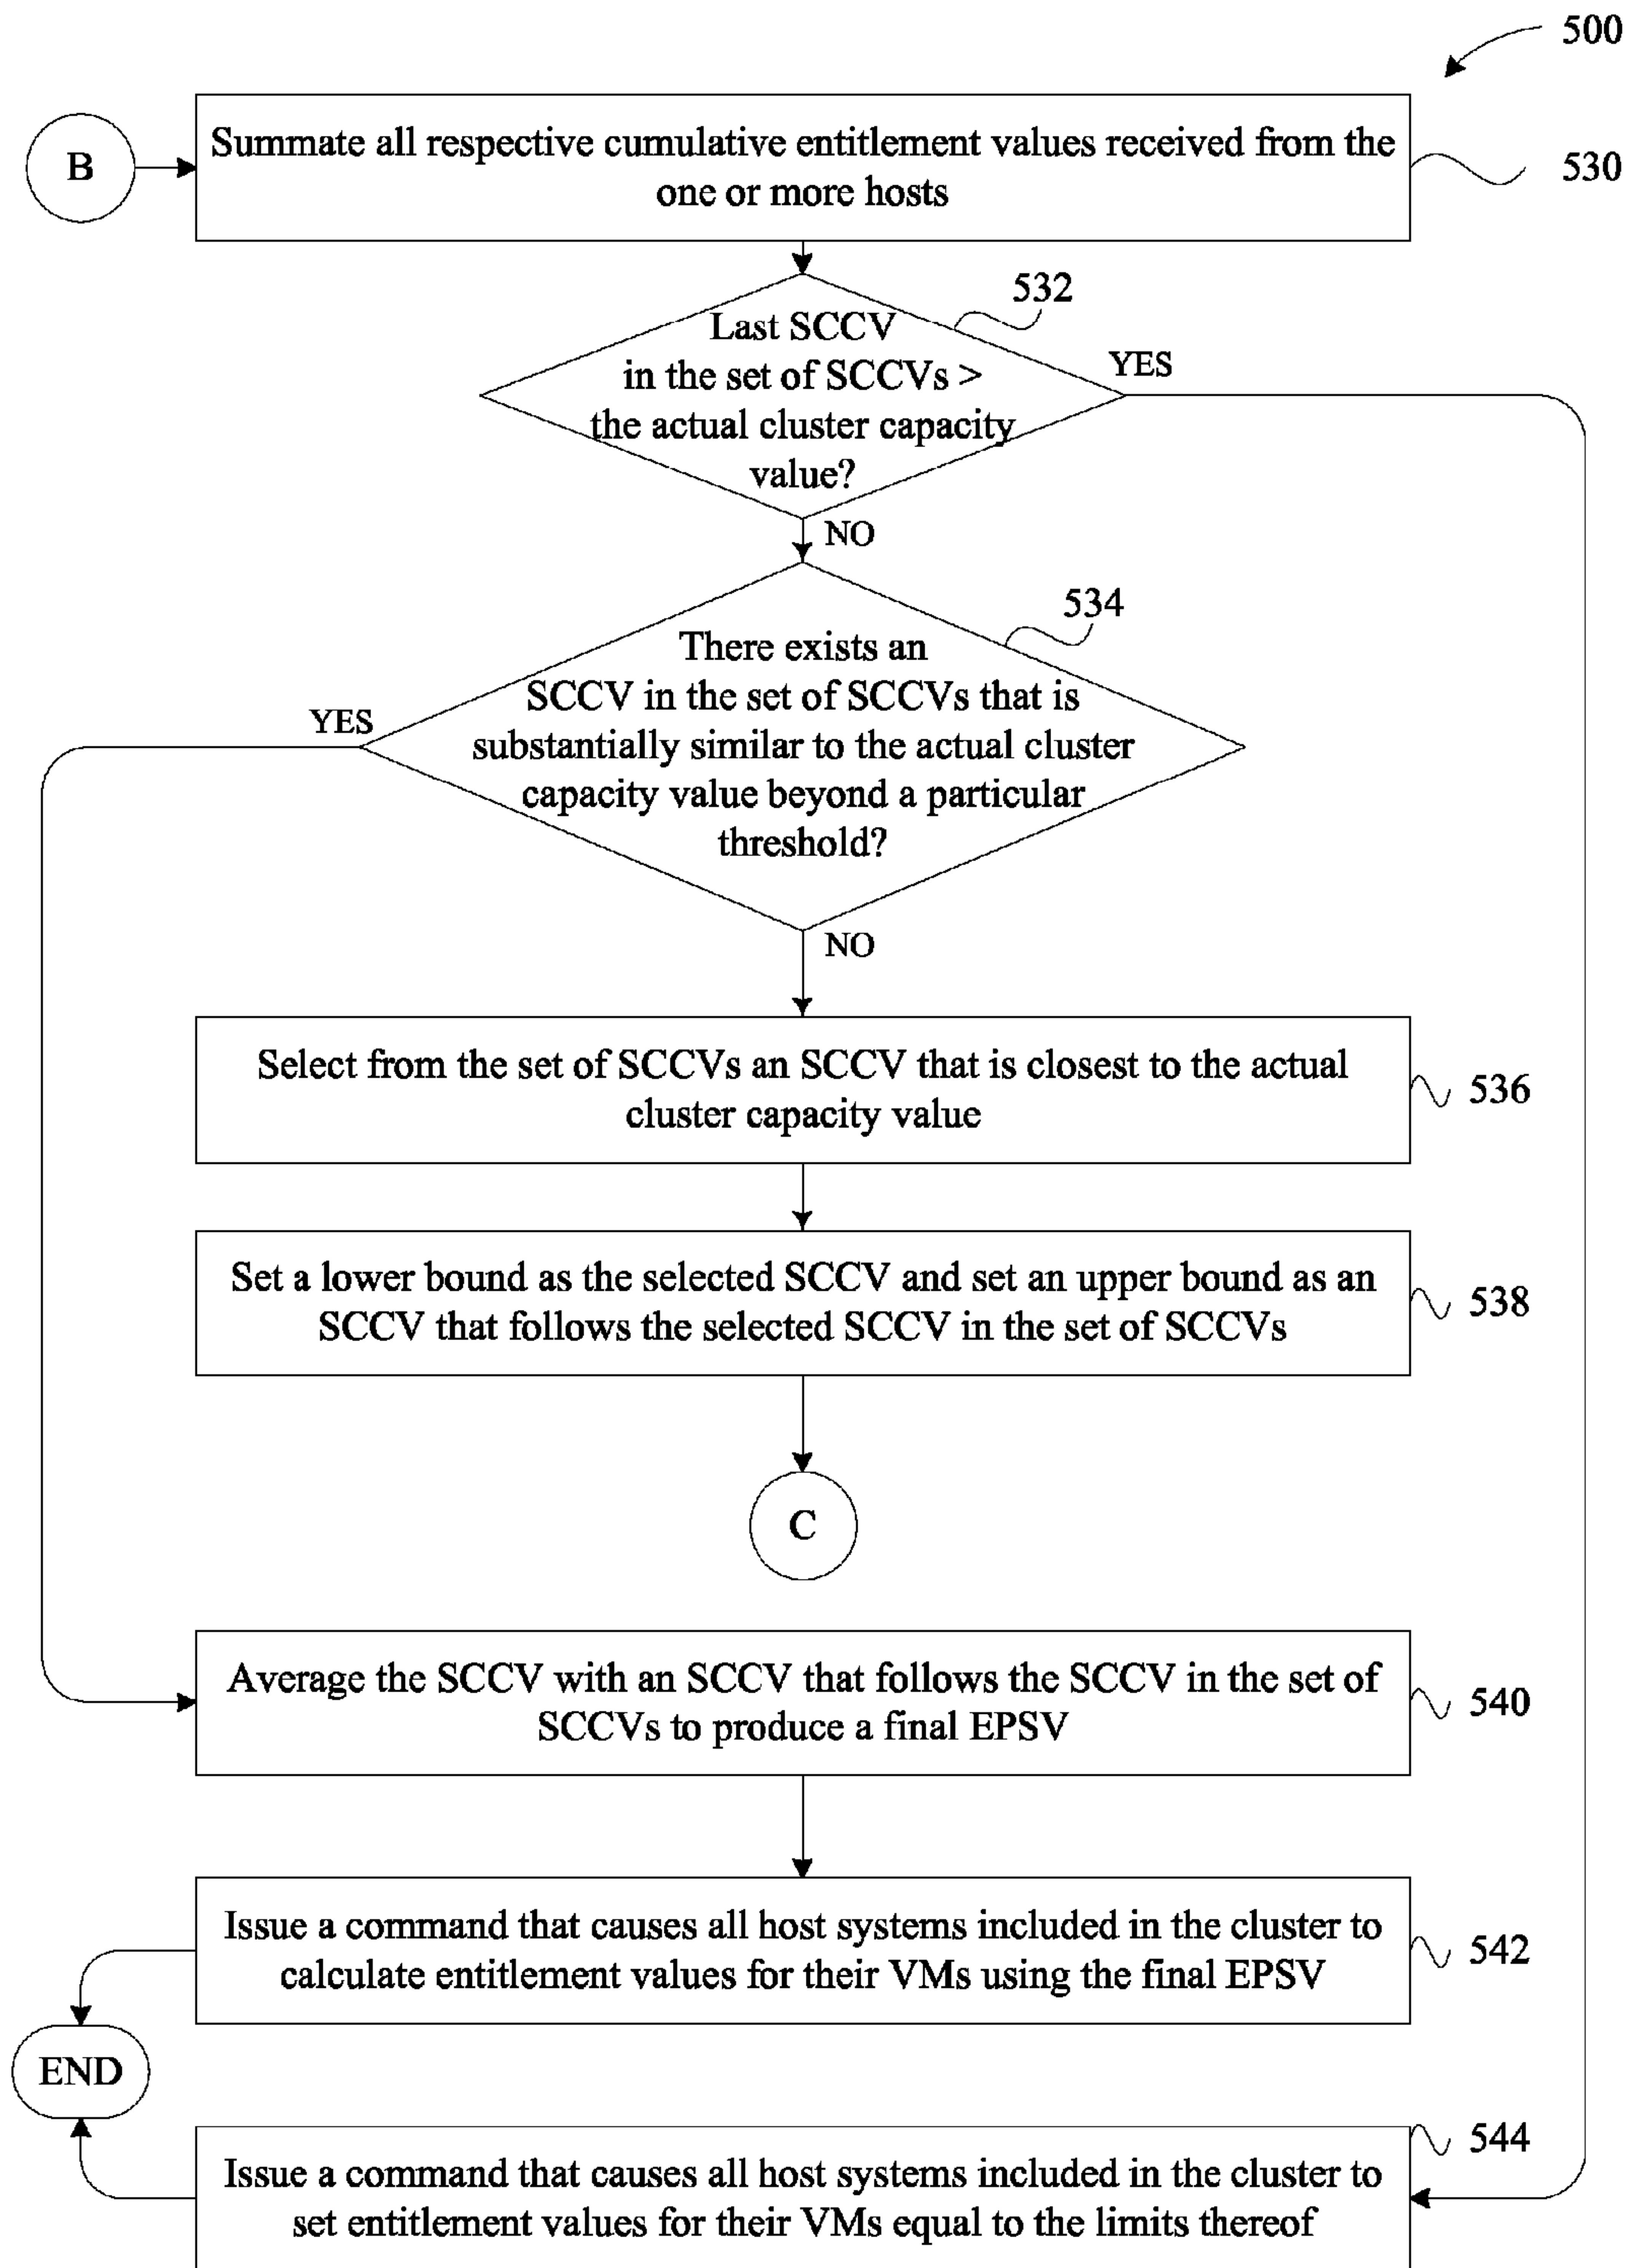 500
B
Summate all respective cumulative entitlement values received from the
one or more hosts
530
532
Last SCCV
in the set of SCCVs >
the actual cluster capacity
value?
YES
NO
534
There exists an
SCCV in the set of SCCVs that is
substantially similar to the actual cluster
capacity value beyond a particular
threshold?
YES
NO
Select from the set of SCCVs an SCCV that is closest to the actual
cluster capacity value
536
Set a lower bound as the selected SCCV and set an upper bound as an
SCCV that follows the selected SCCV in the set of SCCVs
538
C
Average the SCCV with an SCCV that follows the SCCV in the set of
SCCVs to produce a final EPSV
540
Issue a command that causes all host systems included in the cluster to
calculate entitlement values for their VMs using the final EPSV
542
END
544
Issue a command that causes all host systems included in the cluster to
set entitlement values for their VMs equal to the limits thereof